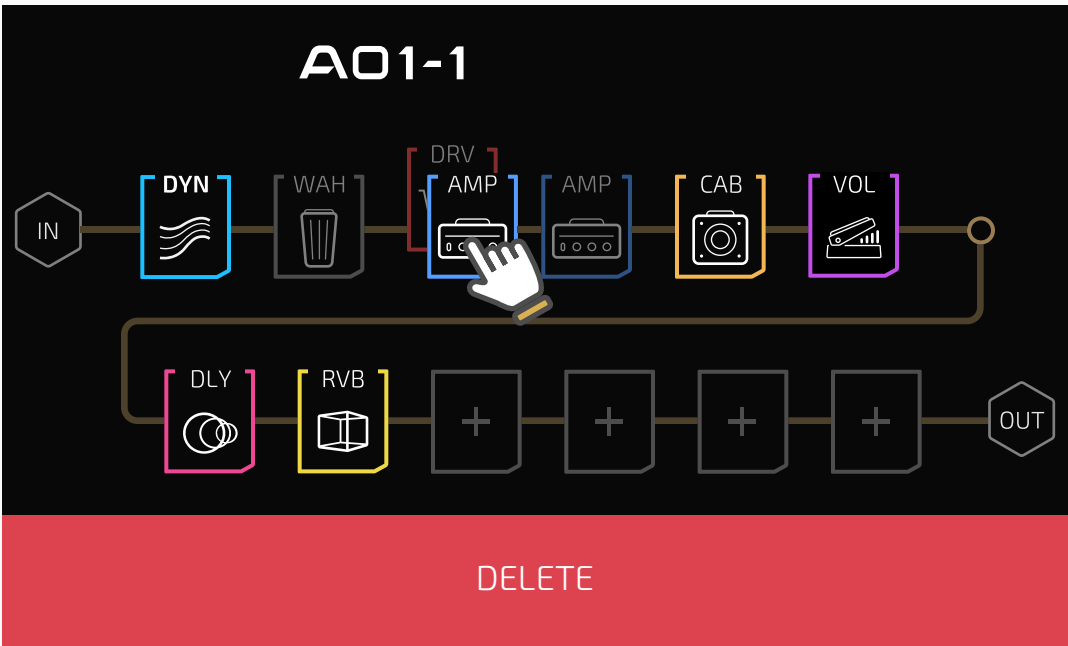 A01-1
DRV
IN DYN WAH AMP AMP CAB VOL
DLY RVB + + + + OUT
DELETE